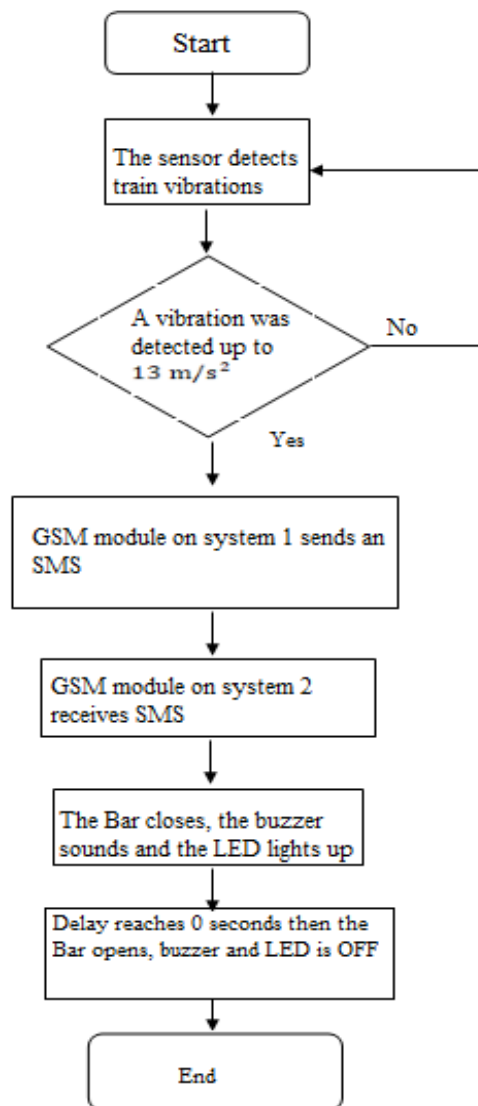 Start
The sensor detects
train vibrations
A vibration was
detected up to
13 m/s²
No
Yes
GSM module on system 1 sends an
SMS
GSM module on system 2
receives SMS
The Bar closes, the buzzer
sounds and the LED lights up
Delay reaches 0 seconds then the
Bar opens, buzzer and LED is OFF
End